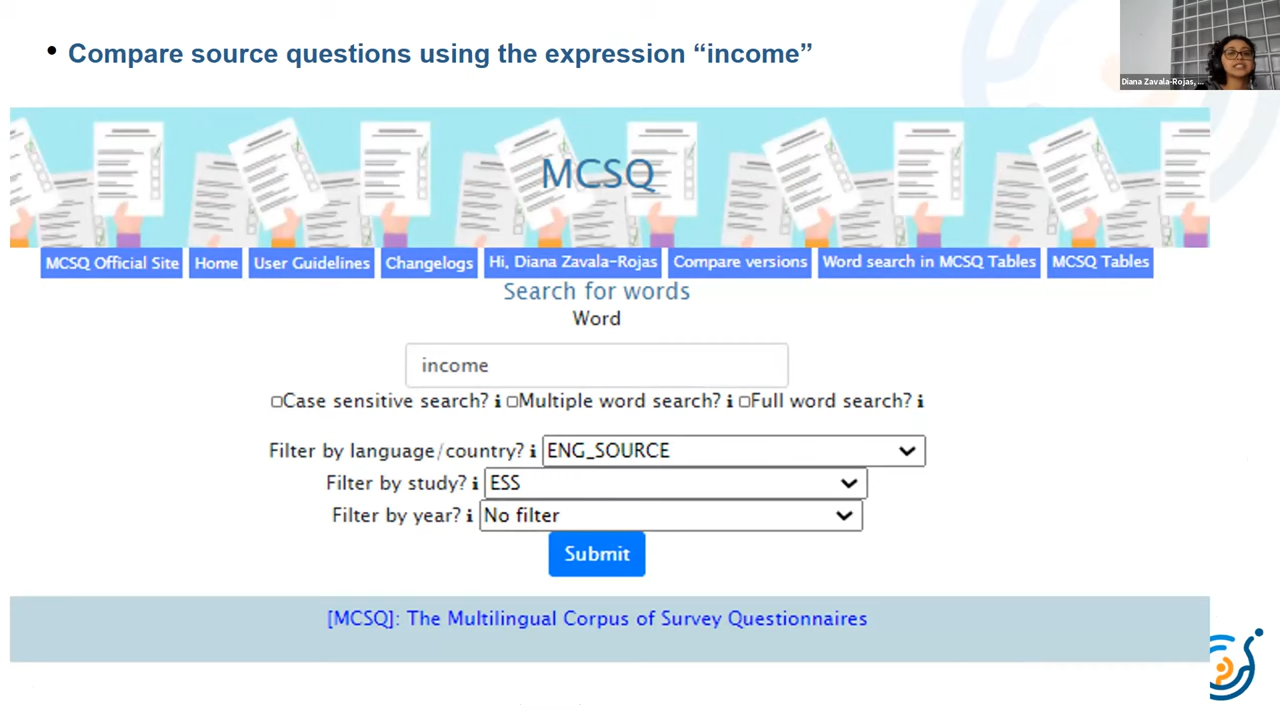 • Compare source questions using the expression “income”
Diana Zavala-Rojas, ...
MCSQ
MCSQ Official Site Home User Guidelines Changelogs Hi, Diana Zavala-Rojas Compare versions Word search in MCSQ Tables MCSQ Tables
Search for words
Word
income
Case sensitive search? i Multiple word search? i Full word search? i
Filter by language/country? i ENG_SOURCE
Filter by study? i ESS
Filter by year? i No filter
Submit
[MCSQ]: The Multilingual Corpus of Survey Questionnaires